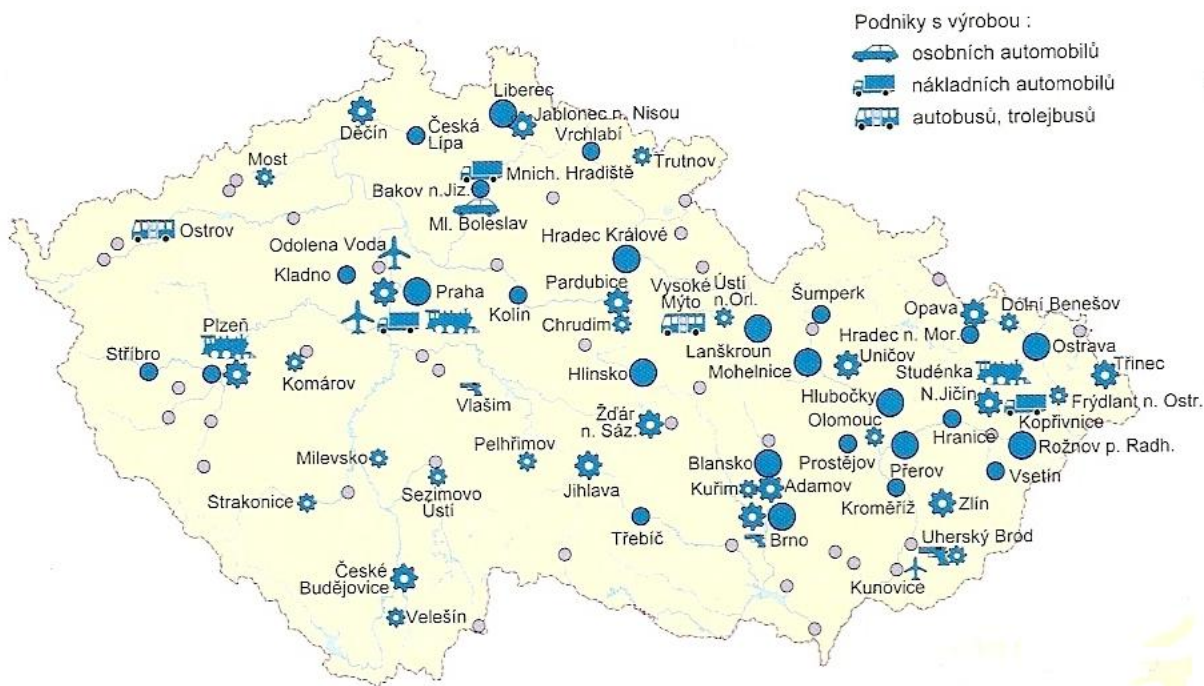 Podniky s výrobou :
osobních automobilů
nákladních automobilů
autobusů, trolejbusů
Liberec
Jablonec n. Nisou
Děčín
Česká
Lípa
Vrchlabí
Trutnov
Most
Mnich. Hradiště
Bakov n.Jiz.
Ml. Boleslav
Ostrov
Odolena Voda
Hradec Králové
Kladno
Praha
Kolín
Pardubice
Chrudim
Vysoké
Mýto
Ústí
n.Orl.
Šumperk
Opava
Dolní Benešov
Hradec n. Mor.
Ostrava
Plzeň
Stříbro
Komárov
Lanškroun
Mohelnice
Uničov
Studénka
Třinec
Hlinsko
Hlubočky
N.Jičín
Frýdlant n. Ostr.
Kopřivnice
Vlašim
Olomouc
Hranice
Žďár
n. Sáz.
Rožnov p. Radh.
Milevsko
Pelhřimov
Prostějov
Přerov
Vsetín
Blansko
Strakonice
Sezimovo
Ústí
Jihlava
Kuřim
Adamov
Kroměříž
Zlín
Třebíč
Brno
Uherský Brod
České
Budějovice
Kunovice
Velešín